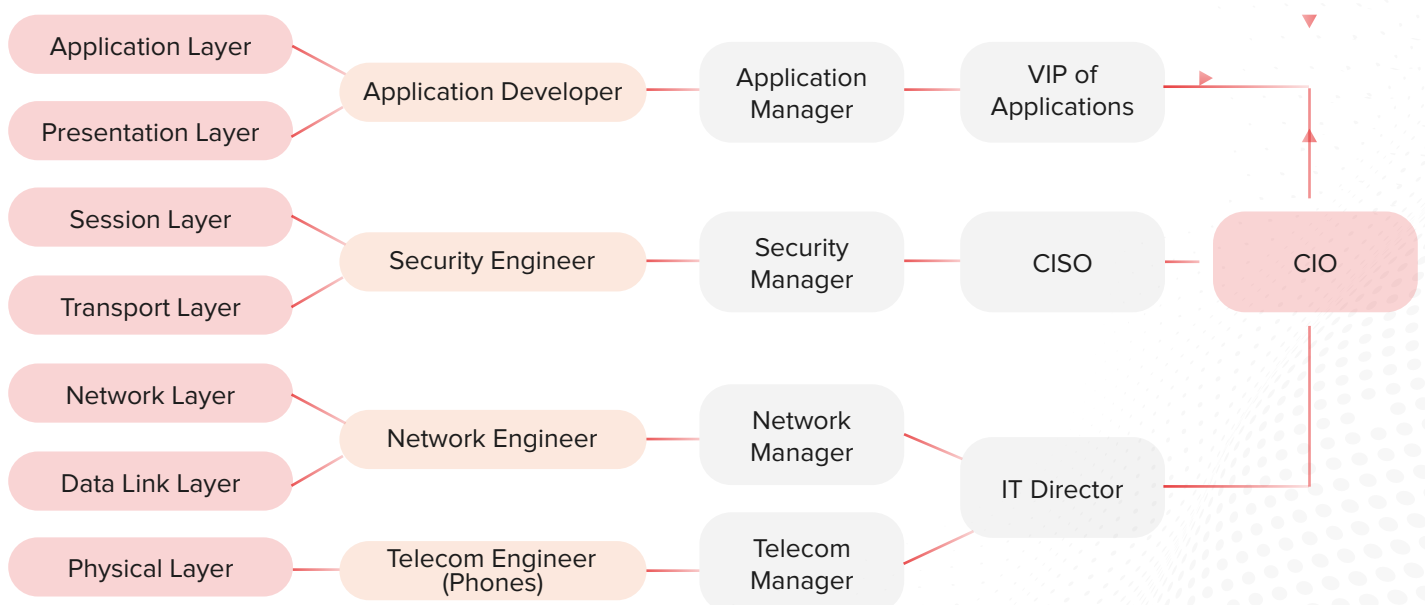 Application Layer
Presentation Layer
Session Layer
Transport Layer
Network Layer
Data Link Layer
Physical Layer
Application Developer
Security Engineer
Network Engineer
Telecom Engineer
(Phones)
Application
Manager
Security
Manager
Network
Manager
Telecom
Manager
VIP of
Applications
CISO
IT Director
CIO